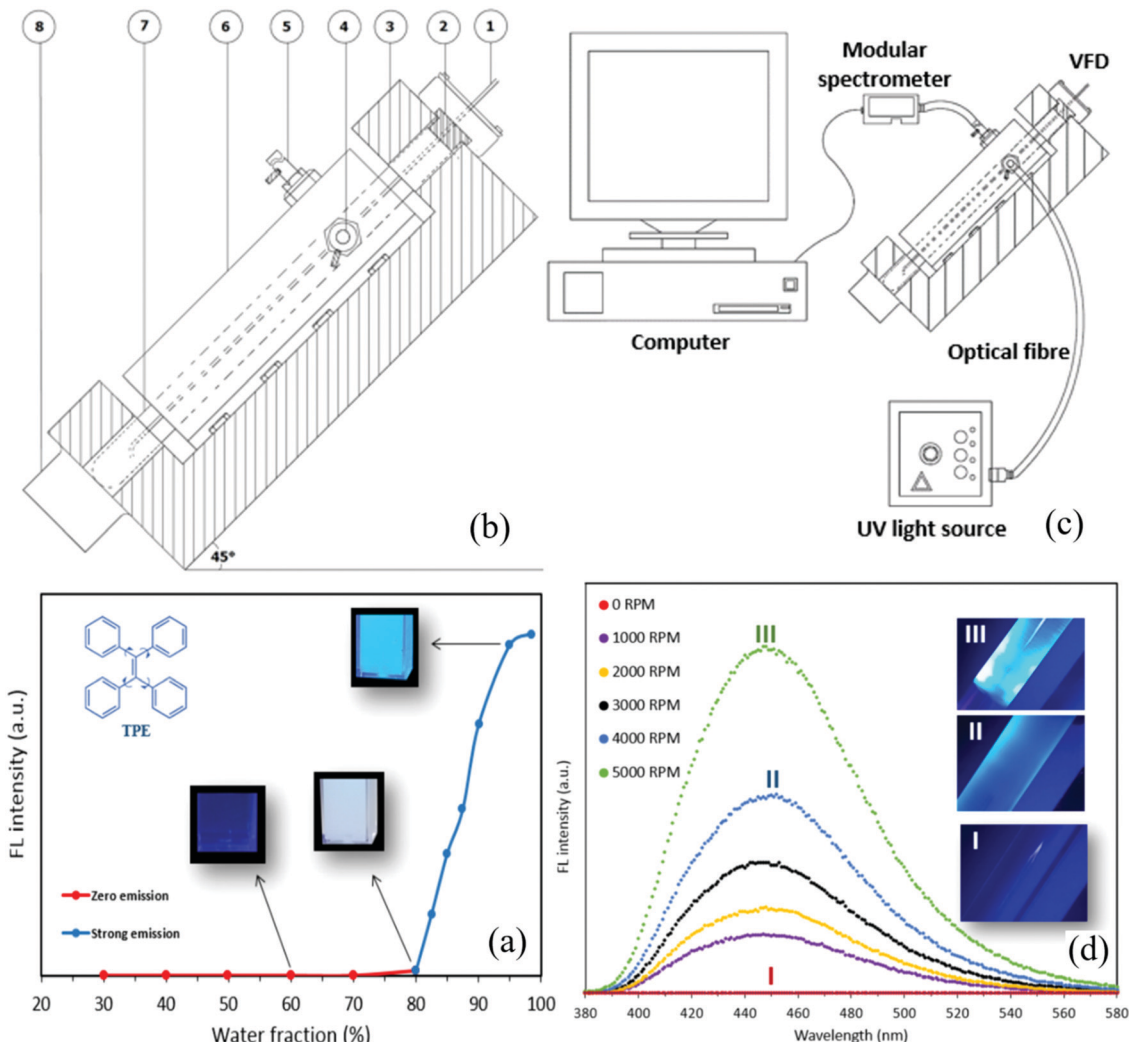 8 7 6 5 4 3 2 1
45°
(b)
Modular
spectrometer
VFD
Computer
Optical fibre
UV light source
(c)
FL intensity (a.u.)
TPE
Zero emission
Strong emission
(a)
20 30 40 50 60 70 80 90 100
Water fraction (%)
FL intensity (a.u.)
0 RPM
1000 RPM
2000 RPM
3000 RPM
4000 RPM
5000 RPM
III
II
I
III
II
I
(d)
380 400 420 440 460 480 500 520 540 560 580
Wavelength (nm)